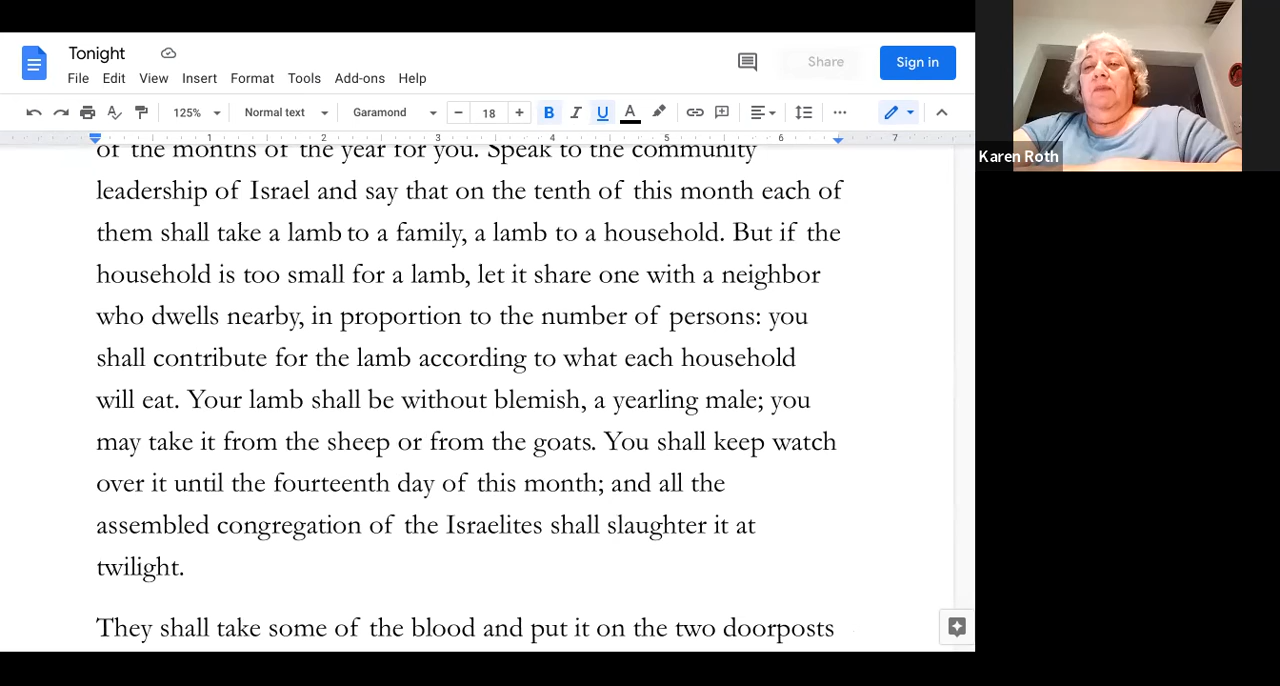 Tonight
File Edit View Insert Format Tools Add-ons Help
Share
Sign in
125% Normal text Garamond 18 B I U A
1 2 3 4 5 6 7
of the months of the year for you. Speak to the community
leadership of Israel and say that on the tenth of this month each of
them shall take a lamb to a family, a lamb to a household. But if the
household is too small for a lamb, let it share one with a neighbor
who dwells nearby, in proportion to the number of persons: you
shall contribute for the lamb according to what each household
will eat. Your lamb shall be without blemish, a yearling male; you
may take it from the sheep or from the goats. You shall keep watch
over it until the fourteenth day of this month; and all the
assembled congregation of the Israelites shall slaughter it at
twilight.
They shall take some of the blood and put it on the two doorposts
Karen Roth